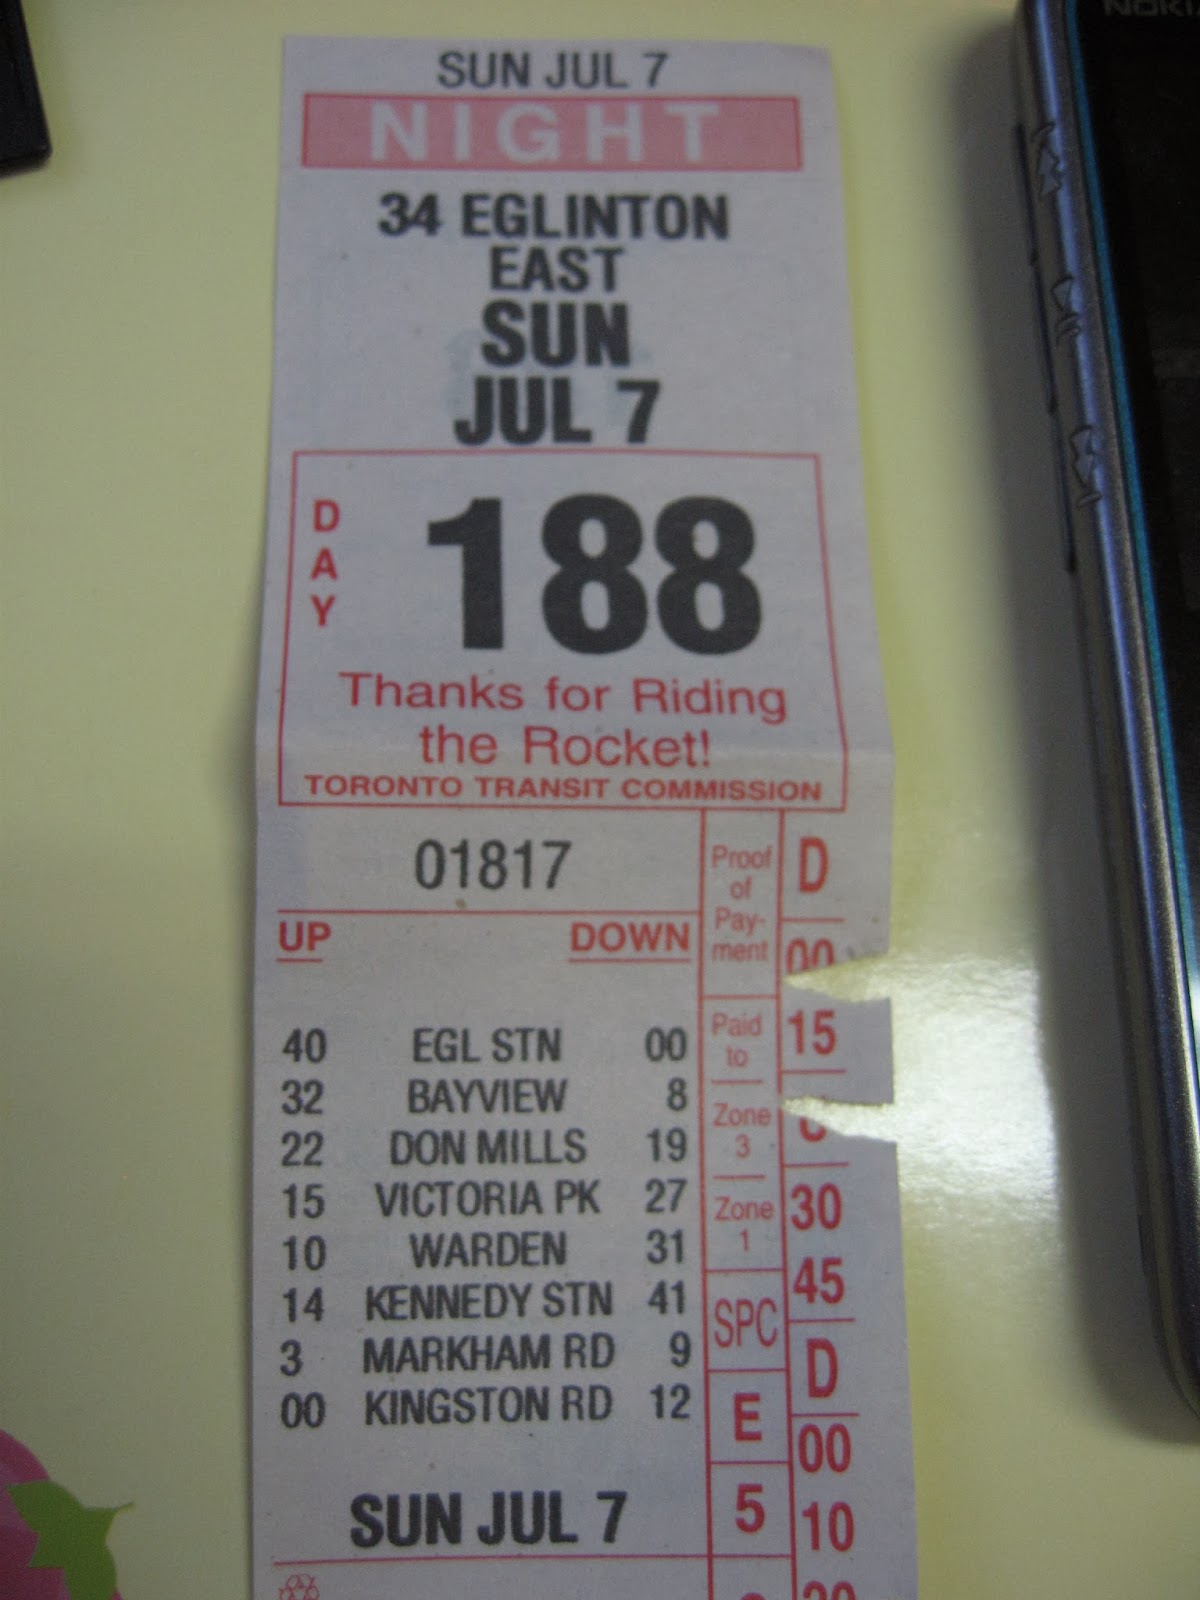 NOKIA
SUN JUL 7
NIGHT
34 EGLINTON
EAST
SUN
JUL 7
DAY
188
Thanks for Riding
the Rocket!
TORONTO TRANSIT COMMISSION
01817
UP DOWN
40 EGL STN 00
32 BAYVIEW 8
22 DON MILLS 19
15 VICTORIA PK 27
10 WARDEN 31
14 KENNEDY STN 41
3 MARKHAM RD 9
00 KINGSTON RD 12
SUN JUL 7
Proof
of
Pay-
ment
Paid
to
Zone
3
Zone
1
SPC
E
5
D
00
15
30
45
D
00
10